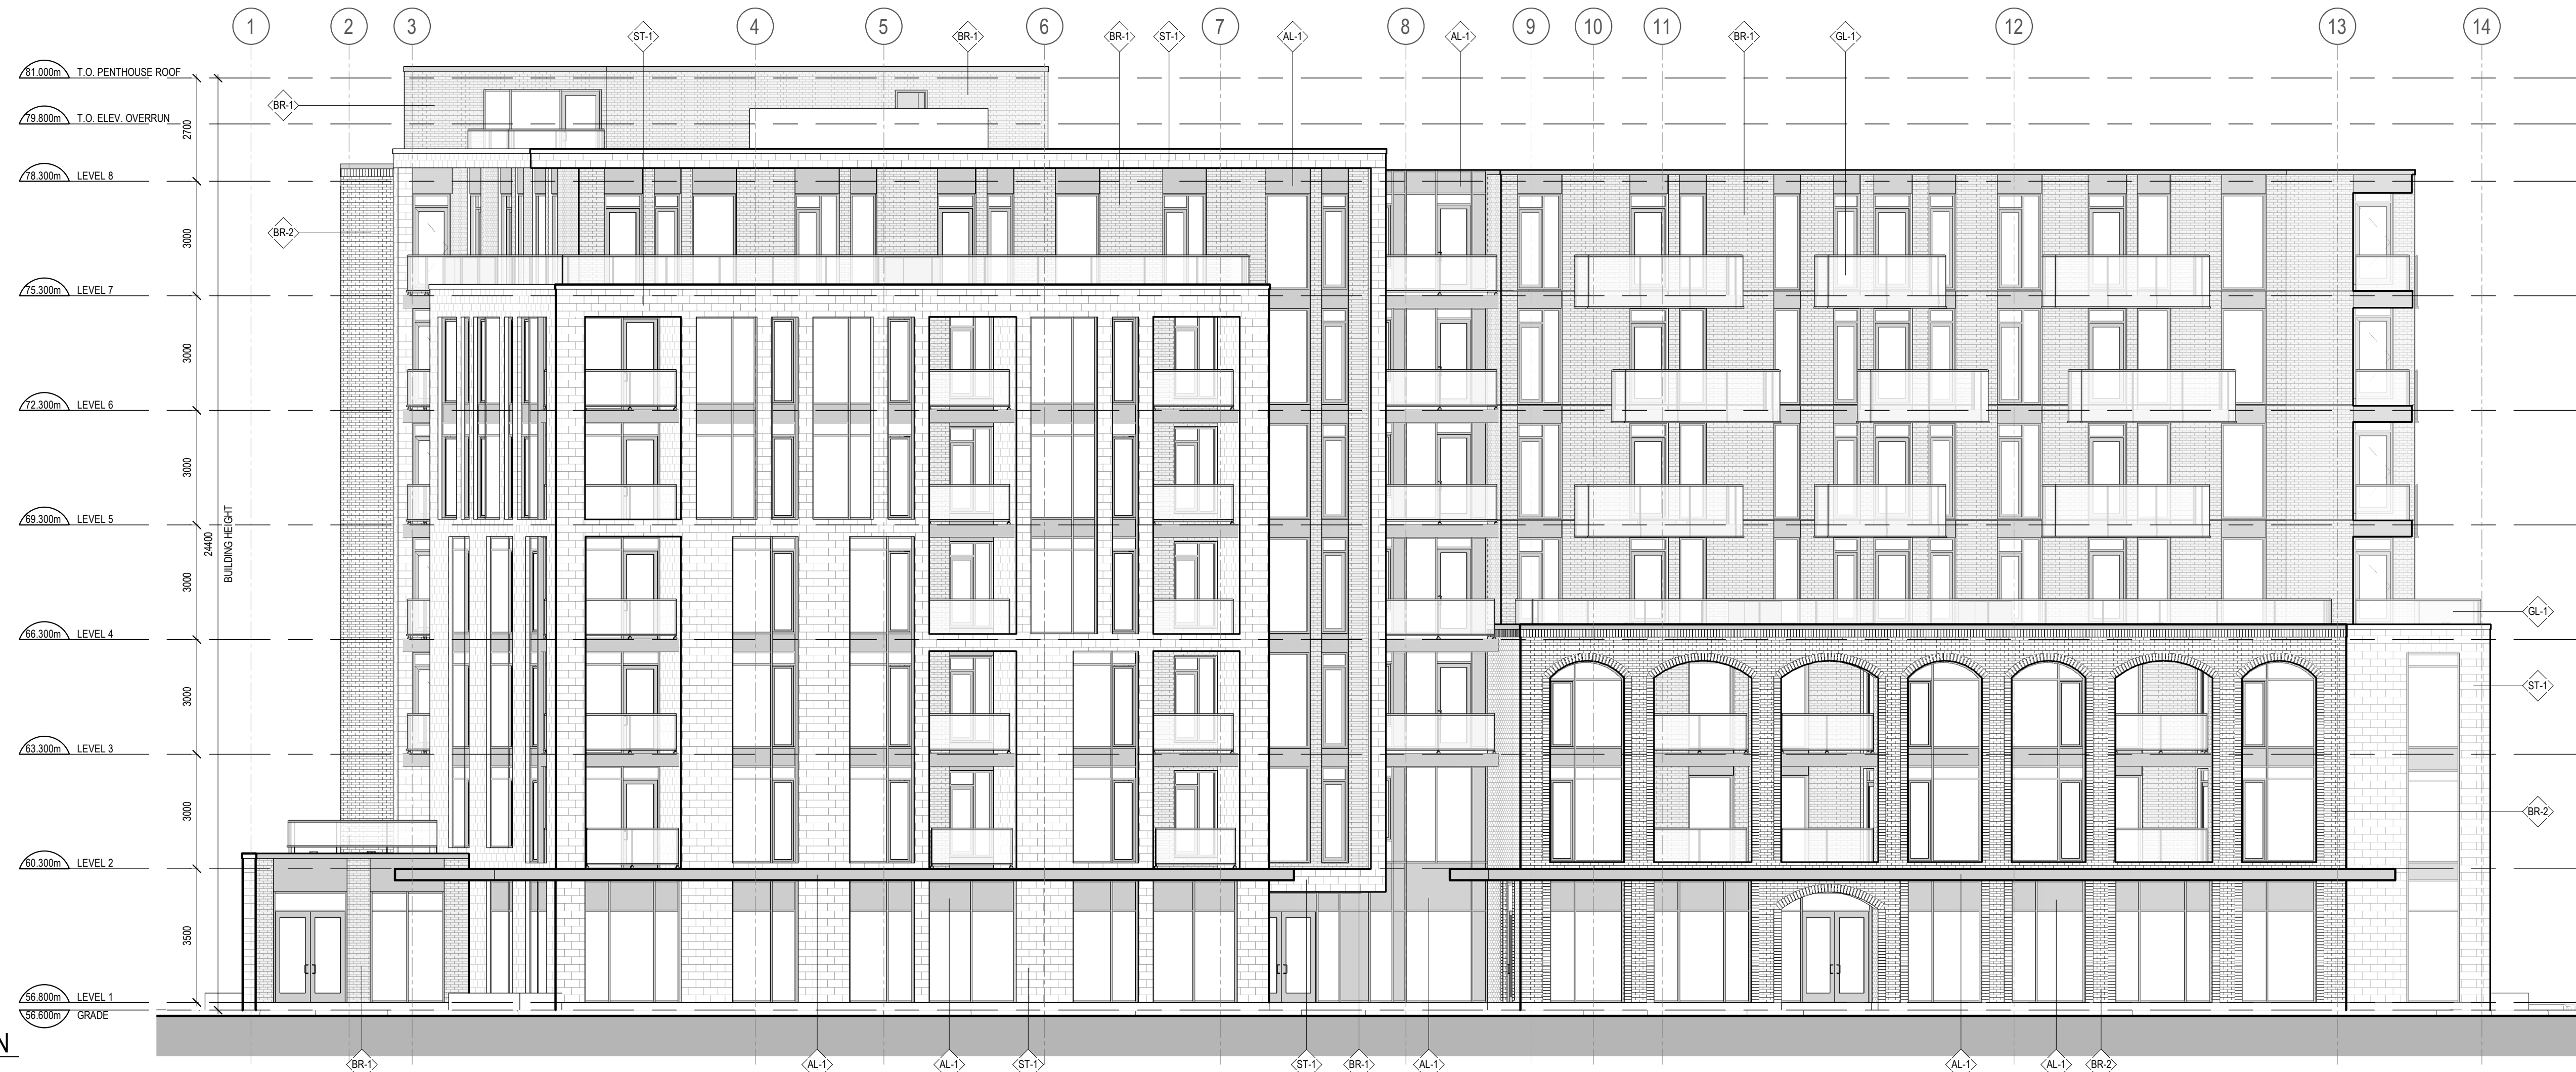 1 2 3 4 5 6 7 8 9 10 11 12 13 14
ST-1 BR-1 BR-1 ST-1 AL-1 AL-1 BR-1 GL-1
81.000m T.O. PENTHOUSE ROOF
BR-1
79.800m T.O. ELEV. OVERRUN
2700
78.300m LEVEL 8
BR-2
3000
75.300m LEVEL 7
3000
72.300m LEVEL 6
3000
69.300m LEVEL 5
24400
BUILDING HEIGHT
3000
GL-1
66.300m LEVEL 4
ST-1
3000
63.300m LEVEL 3
3000
BR-2
60.300m LEVEL 2
3500
56.800m LEVEL 1
56.600m GRADE
N
BR-1 AL-1 AL-1 ST-1 ST-1 BR-1 AL-1 AL-1 AL-1 BR-2